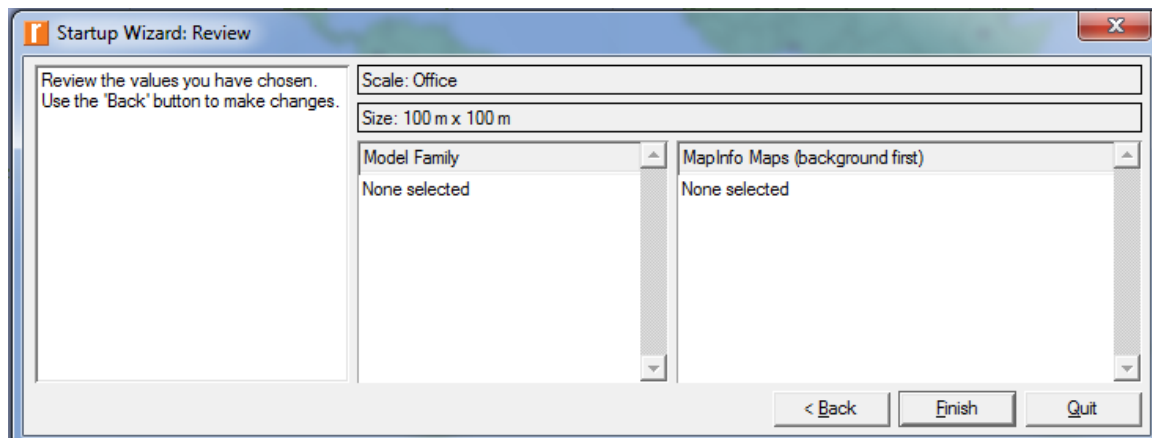 Startup Wizard: Review
Review the values you have chosen.
Use the 'Back' button to make changes.
Scale: Office
Size: 100 m x 100 m
Model Family
None selected
MapInfo Maps (background first)
None selected
< Back
Finish
Quit